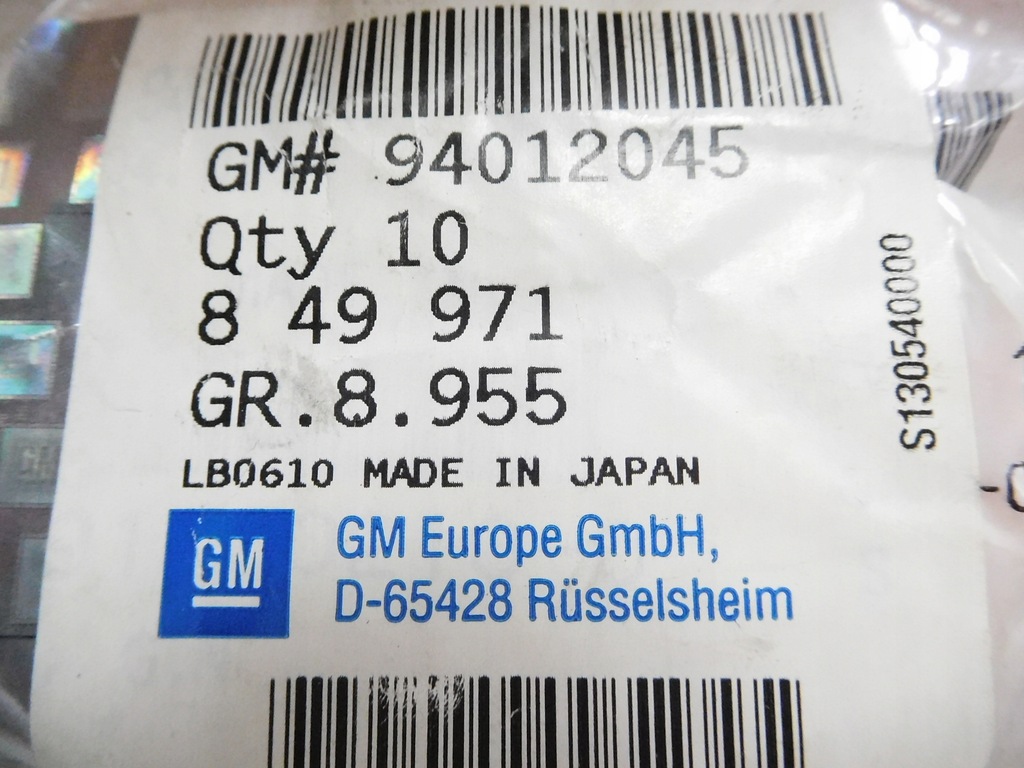 GM# 94012045
Qty 10
8 49 971
GR.8.955
LB0610 MADE IN JAPAN
GM
GM Europe GmbH,
D-65428 Rüsselsheim
S130540000